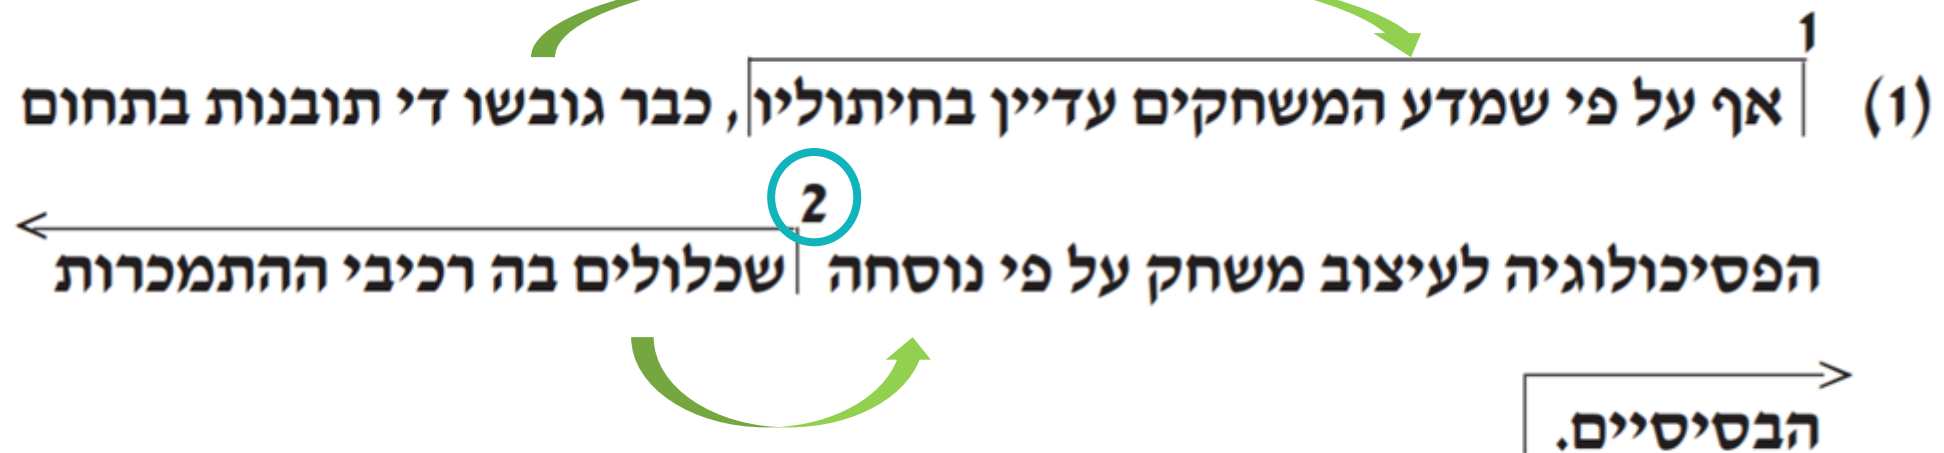 1
(1) אף על פי שמדע המשחקים עדיין בחיתוליו, כבר גובשו די תובנות בתחום
2
הפסיכולוגיה לעיצוב משחק על פי נוסחה שכלולים בה רכיבי ההתמכרות
הבסיסיים.